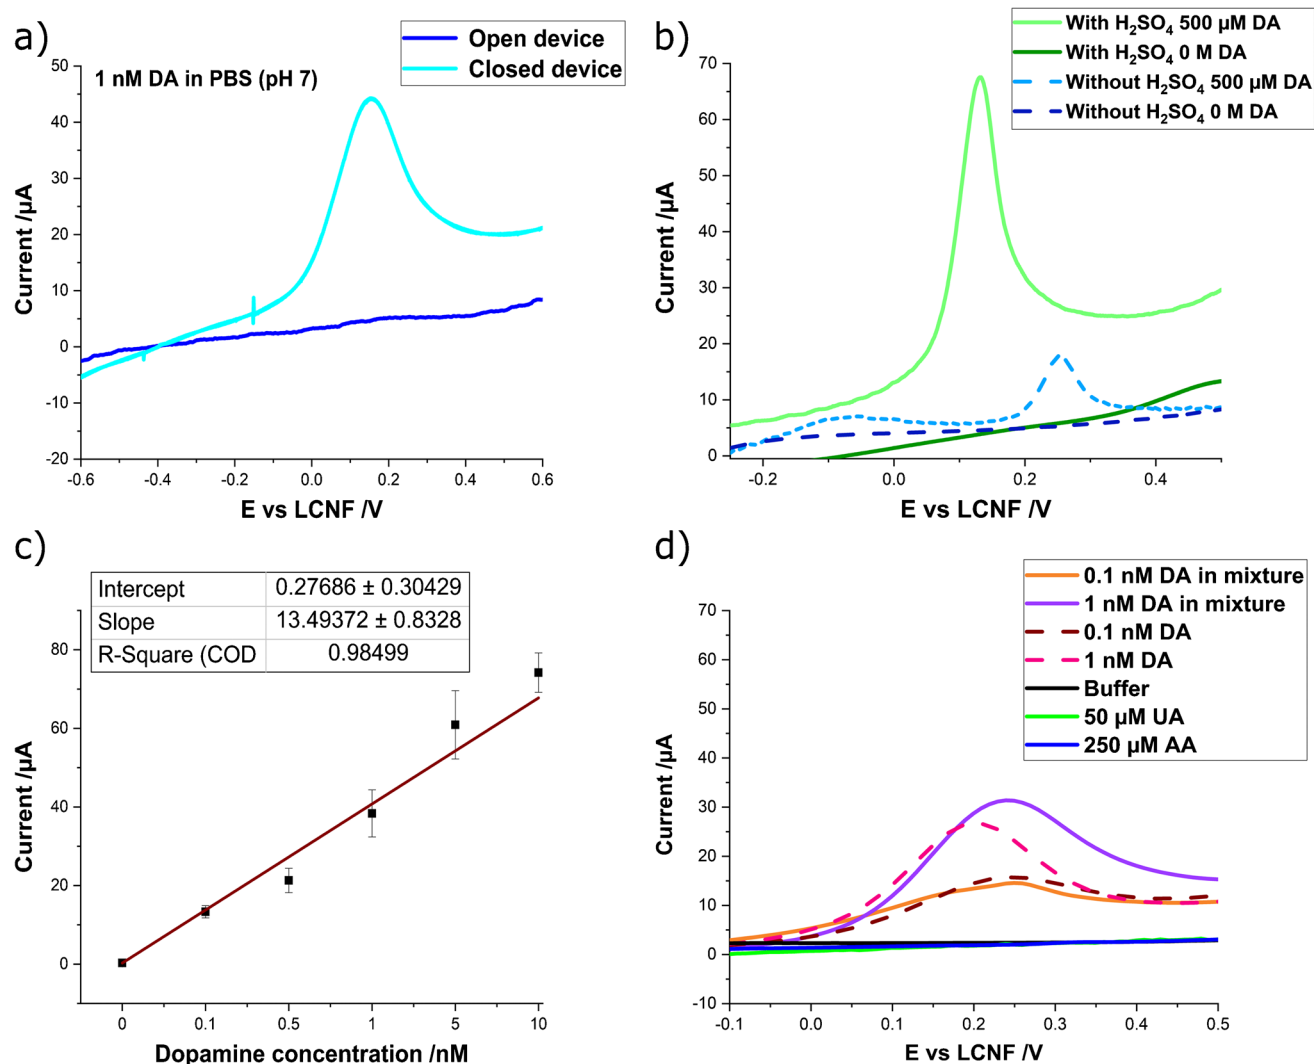 a)
Open device
Closed device
1 nM DA in PBS (pH 7)
50
40
30
20
10
0
-10
-20
-0.6
-0.4
-0.2
0.0
0.2
0.4
0.6
Current /µA
E vs LCNF /V
b)
With H₂SO₄ 500 µM DA
With H₂SO₄ 0 M DA
Without H₂SO₄ 500 µM DA
Without H₂SO₄ 0 M DA
70
60
50
40
30
20
10
0
-0.2
0.0
0.2
0.4
Current /µA
E vs LCNF /V
c)
Intercept 0.27686 ± 0.30429
Slope 13.49372 ± 0.8328
R-Square (COD 0.98499
80
60
40
20
0
0
0.1
0.5
1
5
10
Current /µA
Dopamine concentration /nM
d)
0.1 nM DA in mixture
1 nM DA in mixture
0.1 nM DA
1 nM DA
Buffer
50 µM UA
250 µM AA
70
60
50
40
30
20
10
0
-10
-0.1
0.0
0.1
0.2
0.3
0.4
0.5
Current /µA
E vs LCNF /V